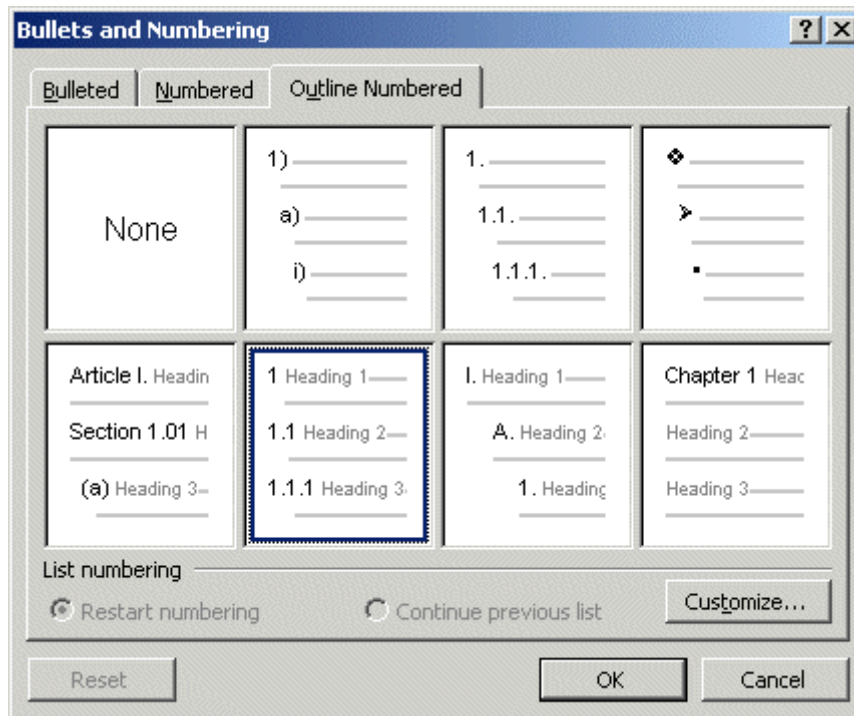 Bullets and Numbering
Bulleted
Numbered
Outline Numbered
None
1)
a)
i)
1.
1.1.
1.1.1.
Article I. Headin
Section 1.01 H
(a) Heading 3
1 Heading 1
1.1 Heading 2
1.1.1 Heading 3
I. Heading 1
A. Heading 2
1. Heading
Chapter 1 Head
Heading 2
Heading 3
List numbering
Restart numbering
Continue previous list
Customize...
Reset
OK
Cancel